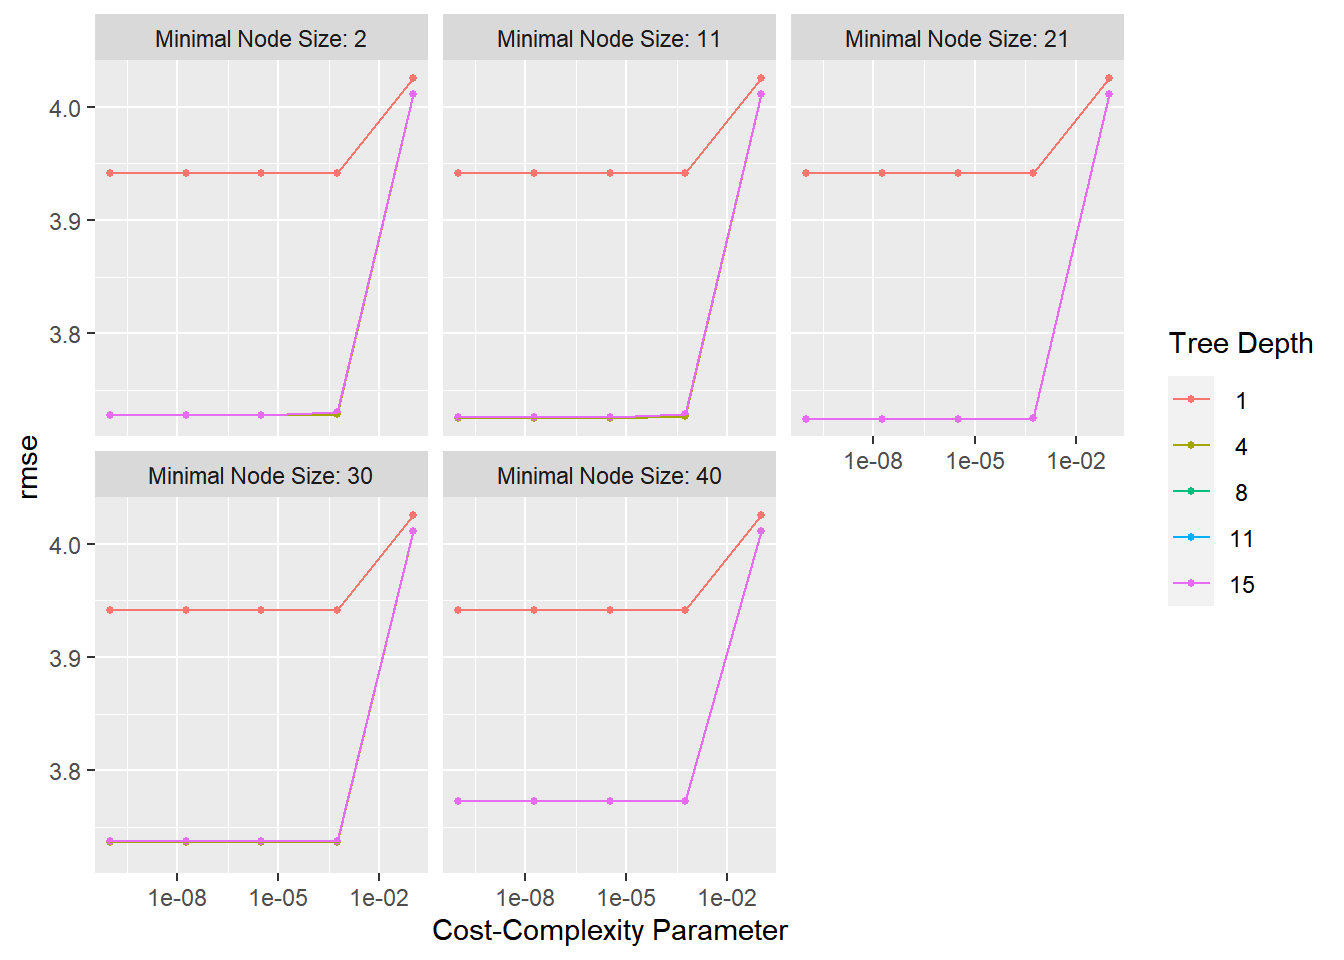 Minimal Node Size: 2
Minimal Node Size: 11
Minimal Node Size: 21
4.0
3.9
3.8
1e-08
1e-05
1e-02
Minimal Node Size: 30
Minimal Node Size: 40
4.0
3.9
3.8
1e-08
1e-05
1e-02
1e-08
1e-05
1e-02
rmse
Cost-Complexity Parameter
Tree Depth
1
4
8
11
15